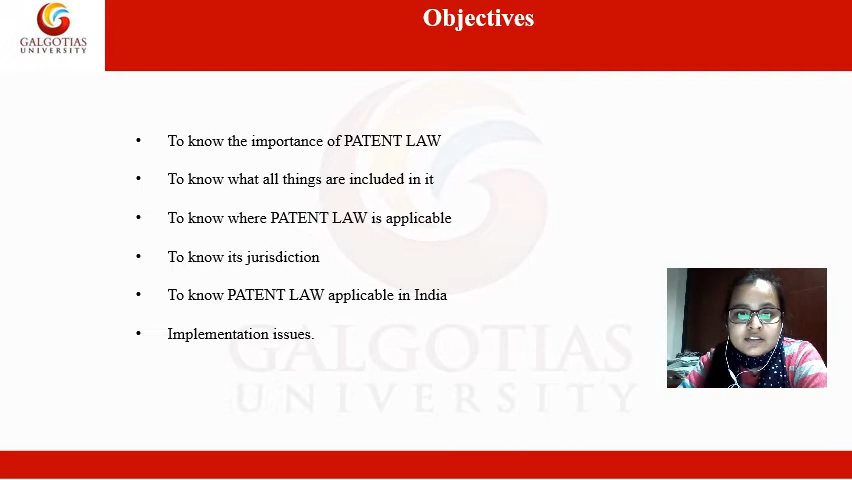 Objectives
GALGOTIAS
UNIVERSITY
• To know the importance of PATENT LAW
• To know what all things are included in it
• To know where PATENT LAW is applicable
• To know its jurisdiction
• To know PATENT LAW applicable in India
• Implementation issues.
GALGOTIAS
UNIVERSITY